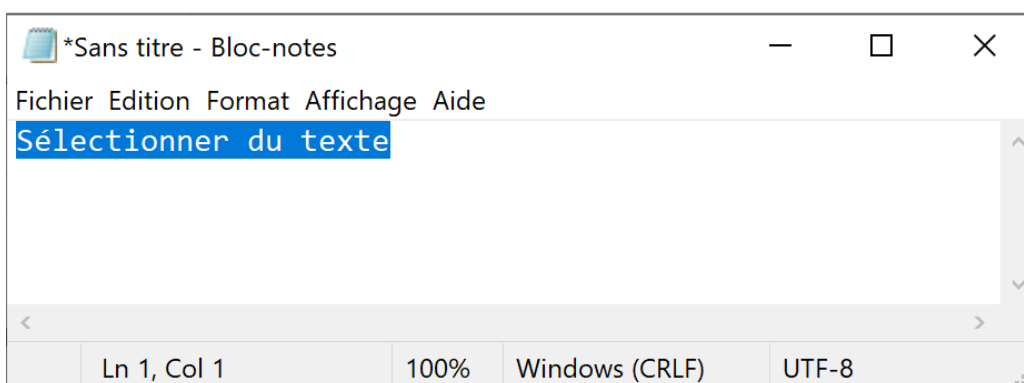 *Sans titre - Bloc-notes
Fichier Edition Format Affichage Aide
Sélectionner du texte
Ln 1, Col 1 100% Windows (CRLF) UTF-8